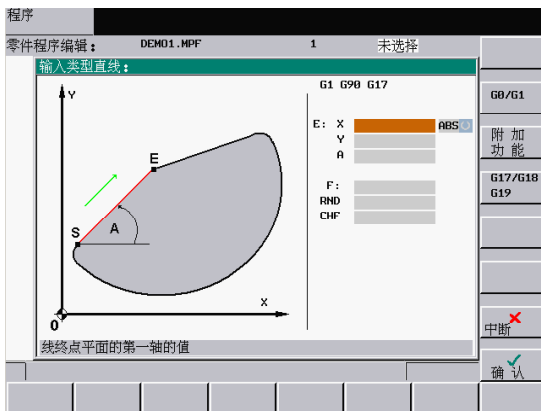 程序
零件程序编辑： DEMO1.MPF 1 未选择
输入类型直线：
G1 G90 G17
G0/G1
Y
E: X ABS
Y
A
附 加
功 能
E
F:
RND
CHF
G17/G18
G19
S
A
X
0
中断
线终点平面的第一轴的值
确 认